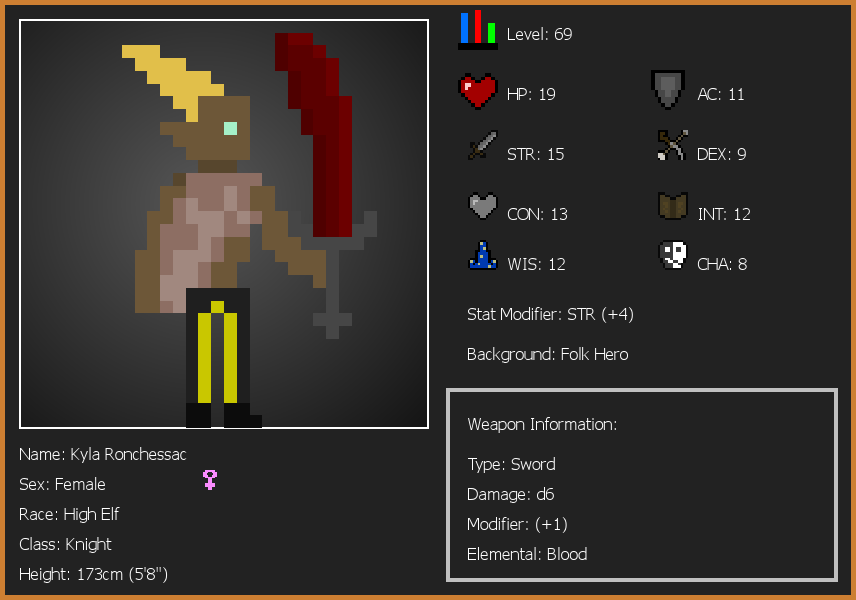 Level: 69
HP: 19
AC: 11
STR: 15
DEX: 9
CON: 13
INT: 12
WIS: 12
CHA: 8
Stat Modifier: STR (+4)
Background: Folk Hero
Weapon Information:
Type: Sword
Damage: d6
Modifier: (+1)
Elemental: Blood
Name: Kyla Ronchessac
Sex: Female
Race: High Elf
Class: Knight
Height: 173cm (5'8")